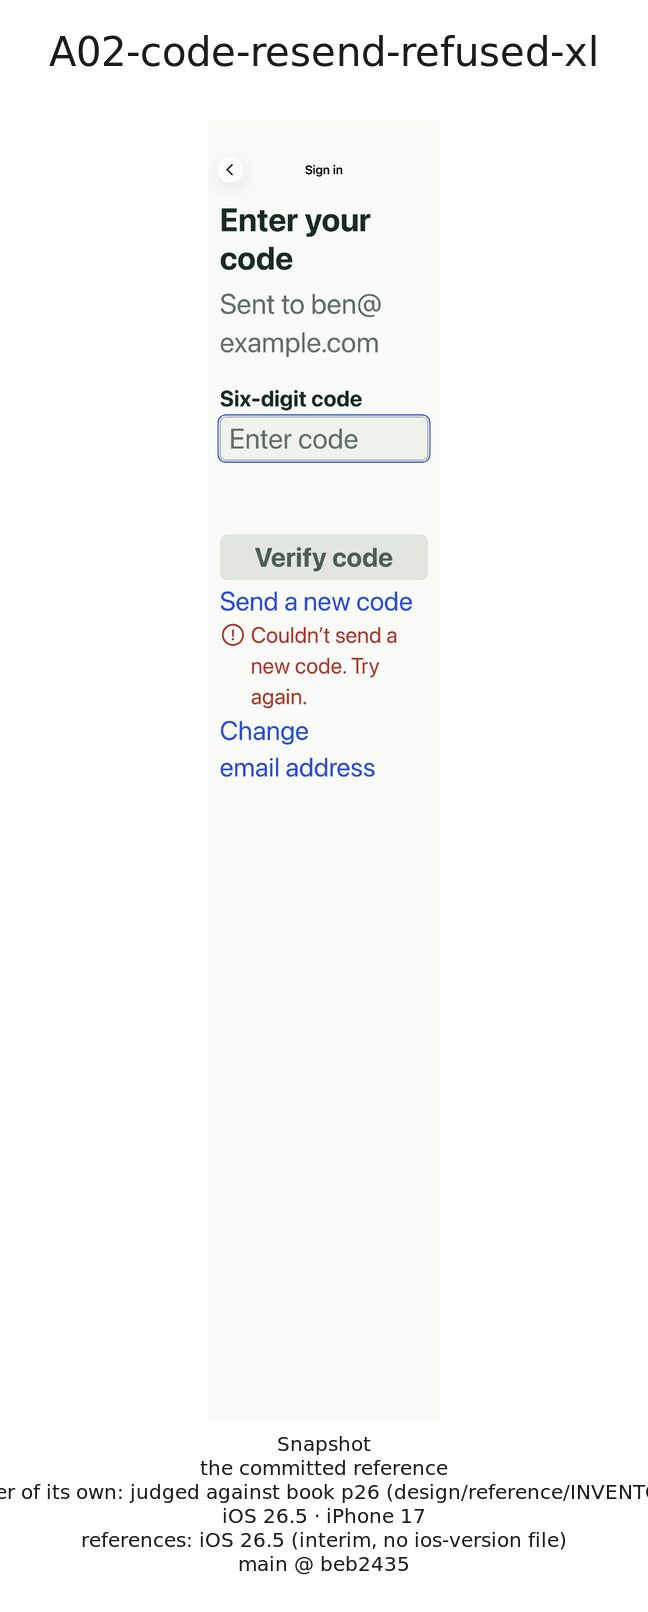 A02-code-resend-refused-xl
Sign in
Enter your
code
Sent to ben@
example.com
Six-digit code
Enter code
Verify code
Send a new code
Couldn’t send a
new code. Try
again.
Change
email address
Snapshot
the committed reference
er of its own: judged against book p26 (design/reference/INVENT
iOS 26.5 · iPhone 17
references: iOS 26.5 (interim, no ios-version file)
main @ beb2435